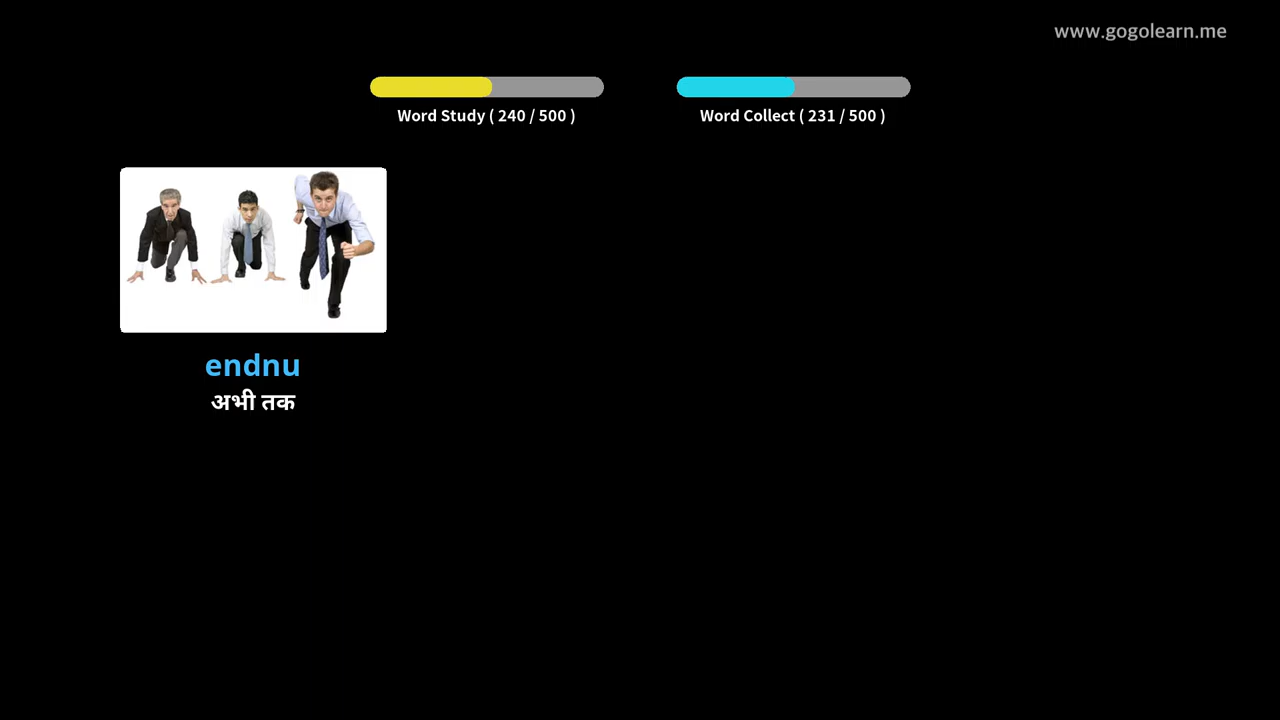 www.gogolearn.me
Word Study ( 240 / 500 )
Word Collect ( 231 / 500 )
endnu
अभी तक